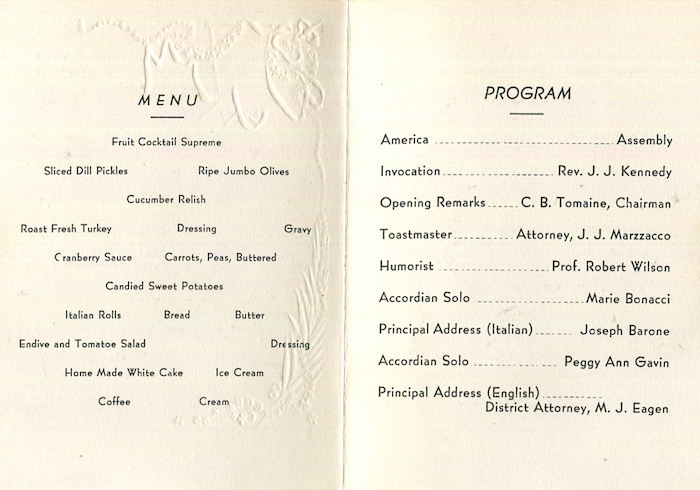 MENU
Fruit Cocktail Supreme
Sliced Dill Pickles Ripe Jumbo Olives
Cucumber Relish
Roast Fresh Turkey Dressing Gravy
Cranberry Sauce Carrots, Peas, Buttered
Candied Sweet Potatoes
Italian Rolls Bread Butter
Endive and Tomatoe Salad Dressing
Home Made White Cake Ice Cream
Coffee Cream
PROGRAM
America Assembly
Invocation Rev. J. J. Kennedy
Opening Remarks C. B. Tomaine, Chairman
Toastmaster Attorney, J. J. Marzzacco
Humorist Prof. Robert Wilson
Accordian Solo Marie Bonacci
Principal Address (Italian) Joseph Barone
Accordian Solo Peggy Ann Gavin
Principal Address (English)
District Attorney, M. J. Eagen